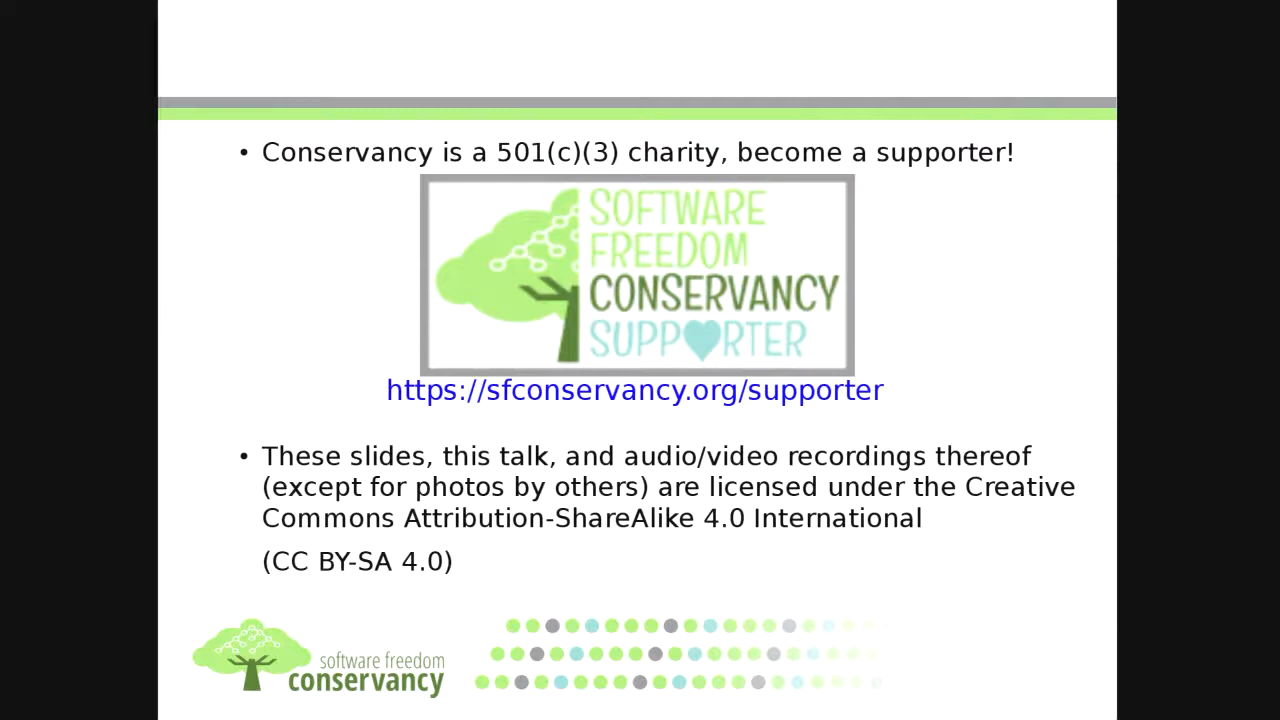 • Conservancy is a 501(c)(3) charity, become a supporter!
SOFTWARE
FREEDOM
CONSERVANCY
SUPP♥RTER
https://sfconservancy.org/supporter
• These slides, this talk, and audio/video recordings thereof
(except for photos by others) are licensed under the Creative
Commons Attribution-ShareAlike 4.0 International
(CC BY-SA 4.0)
software freedom
conservancy